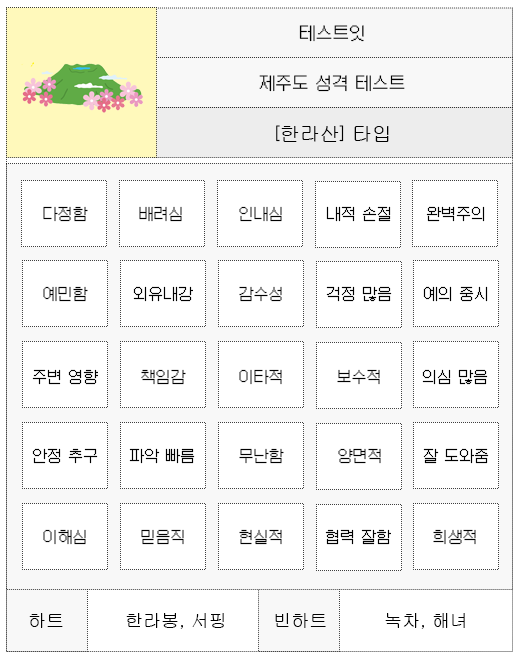 테스트잇
제주도 성격 테스트
[한라산] 타입
다정함 배려심 인내심 내적 손절 완벽주의
예민함 외유내강 감수성 걱정 많음 예의 중시
주변 영향 책임감 이타적 보수적 의심 많음
안정 추구 파악 빠름 무난함 양면적 잘 도와줌
이해심 믿음직 현실적 협력 잘함 희생적
하트 한라봉, 서핑 빈하트 녹차, 해녀